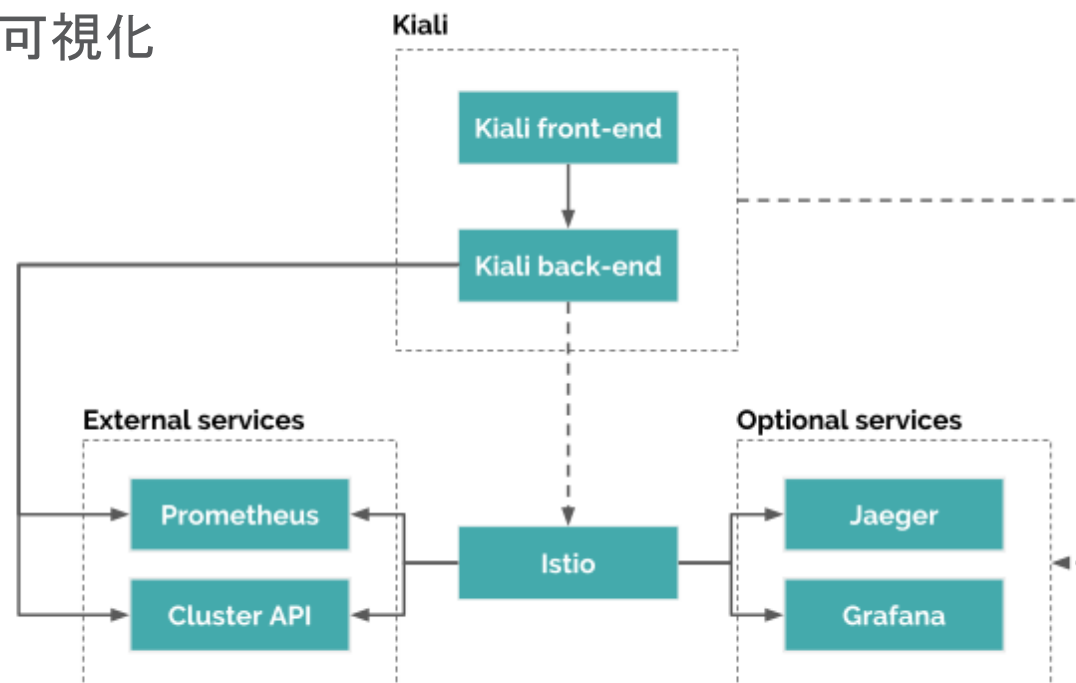 可視化
Kiali
Kiali front-end
Kiali back-end
External services
Optional services
Prometheus
Jaeger
Istio
Cluster API
Grafana